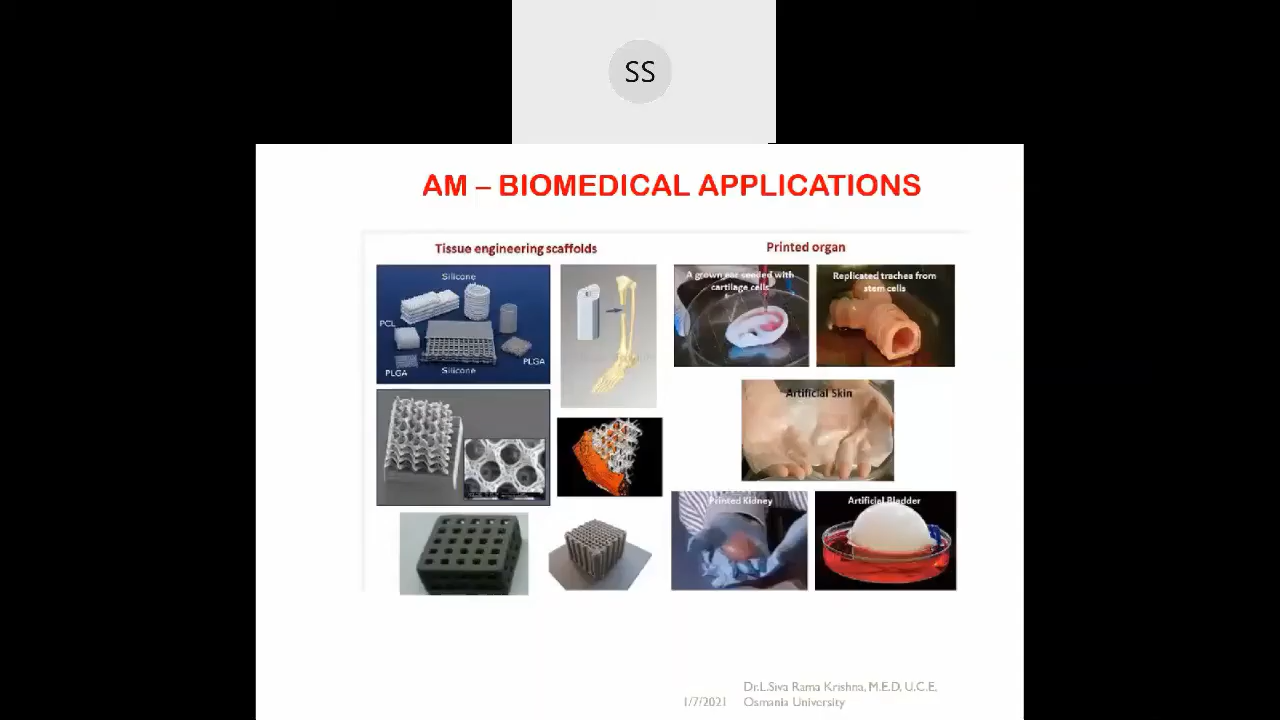 SS
AM – BIOMEDICAL APPLICATIONS
Tissue engineering scaffolds
Printed organ
Silicone
PCL
PLGA
PLGA
Silicone
A grown ear seeded with
cartilage cells
Replicated trachea from
stem cells
Artificial Skin
Printed Kidney
Artificial Bladder
1/7/2021
Dr.L.Siva Rama Krishna, M.E.D, U.C.E,
Osmania University